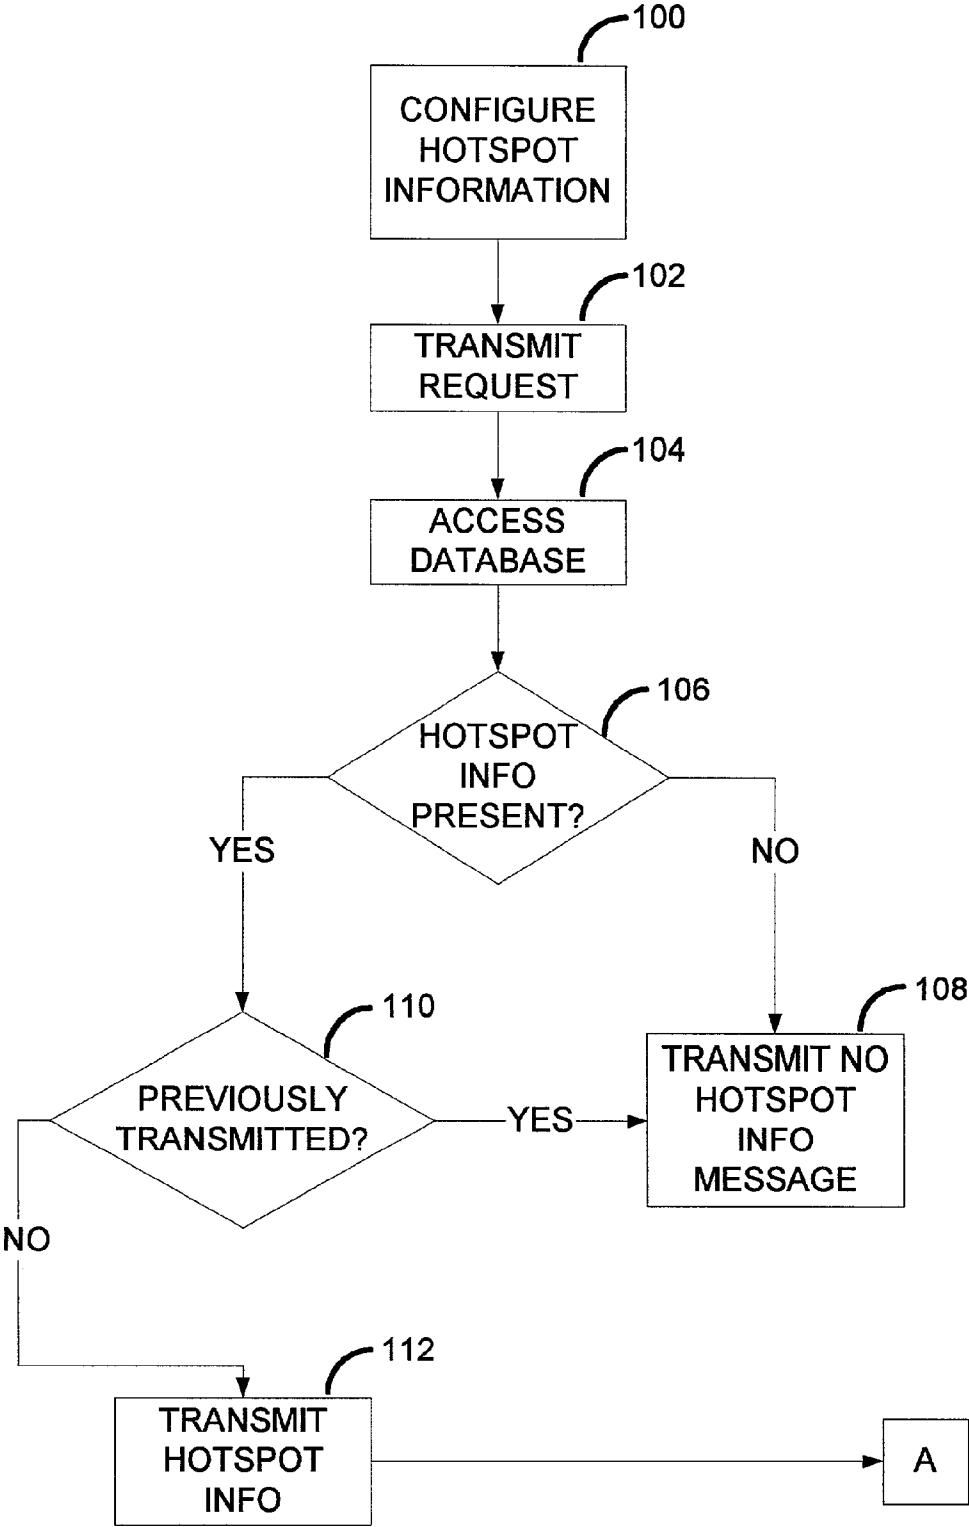 100
CONFIGURE
HOTSPOT
INFORMATION
102
TRANSMIT
REQUEST
104
ACCESS
DATABASE
106
HOTSPOT
INFO
PRESENT?
YES
NO
110
PREVIOUSLY
TRANSMITTED?
YES
108
TRANSMIT NO
HOTSPOT
INFO
MESSAGE
NO
112
TRANSMIT
HOTSPOT
INFO
A